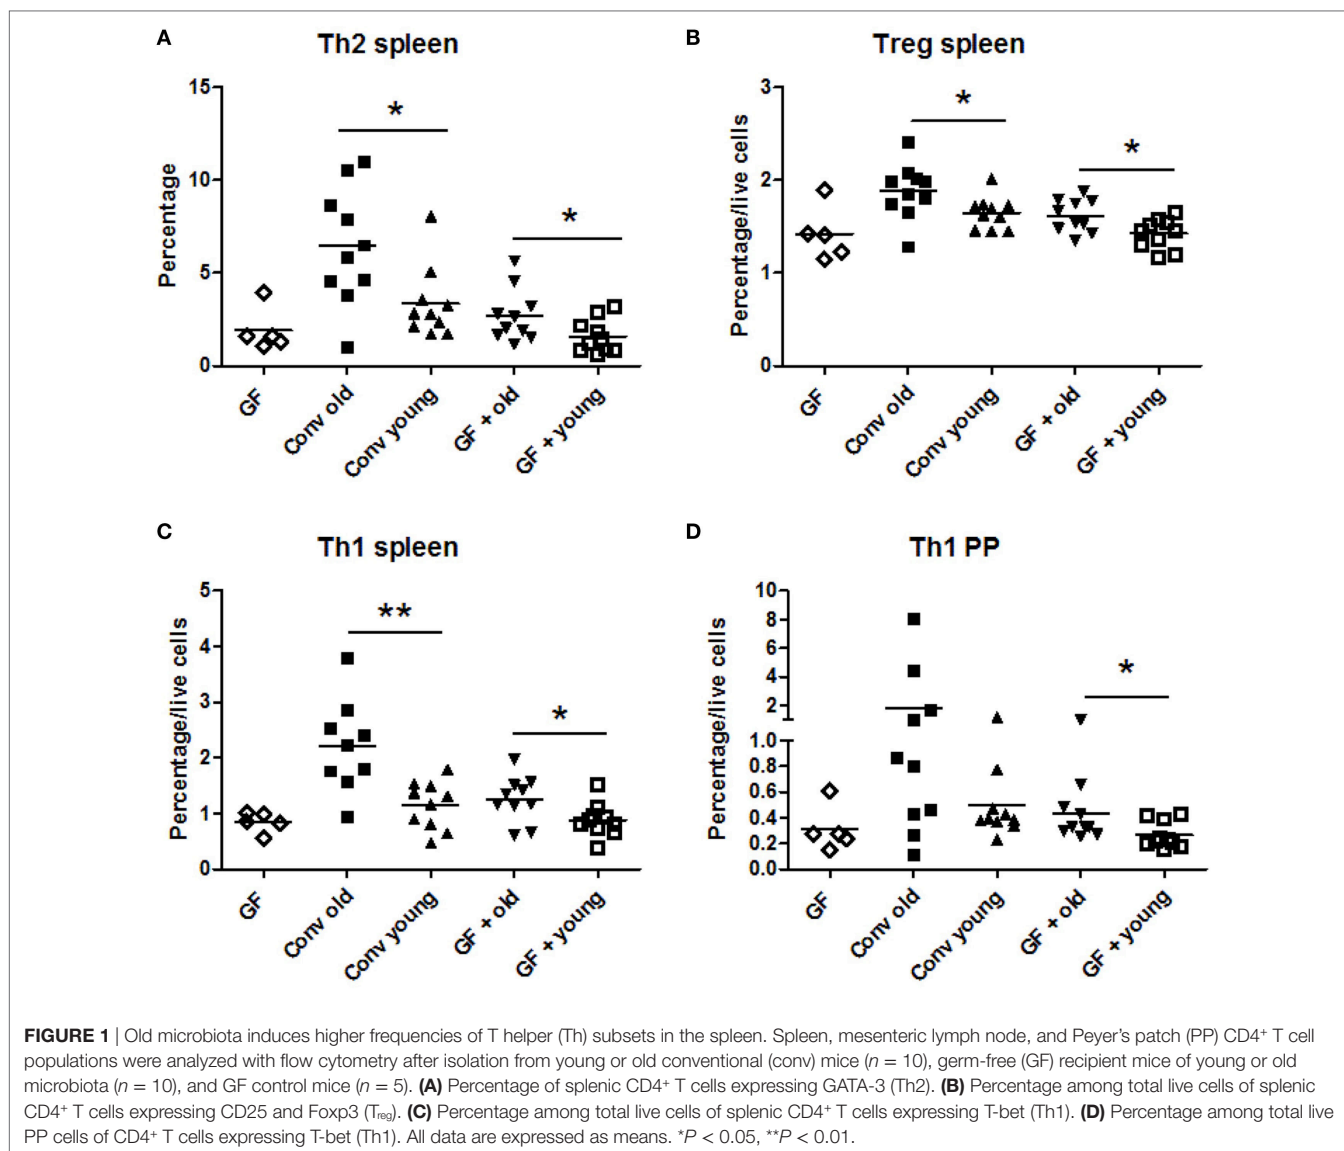 A
Th2 spleen
Percentage
15
10
5
0
*
*
GF
Conv old
Conv young
GF + old
GF + young
B
Treg spleen
Percentage/live cells
3
2
1
0
*
*
GF
Conv old
Conv young
GF + old
GF + young
C
Th1 spleen
Percentage/live cells
5
4
3
2
1
0
**
*
GF
Conv old
Conv young
GF + old
GF + young
D
Th1 PP
Percentage/live cells
10
8
6
4
2
1.0
0.8
0.6
0.4
0.2
0.0
*
GF
Conv old
Conv young
GF + old
GF + young
FIGURE 1 | Old microbiota induces higher frequencies of T helper (Th) subsets in the spleen. Spleen, mesenteric lymph node, and Peyer's patch (PP) CD4⁺ T cell
populations were analyzed with flow cytometry after isolation from young or old conventional (conv) mice (n = 10), germ-free (GF) recipient mice of young or old
microbiota (n = 10), and GF control mice (n = 5). (A) Percentage of splenic CD4⁺ T cells expressing GATA-3 (Th2). (B) Percentage among total live cells of splenic
CD4⁺ T cells expressing CD25 and Foxp3 (Treg). (C) Percentage among total live cells of splenic CD4⁺ T cells expressing T-bet (Th1). (D) Percentage among total live
PP cells of CD4⁺ T cells expressing T-bet (Th1). All data are expressed as means. *P < 0.05, **P < 0.01.